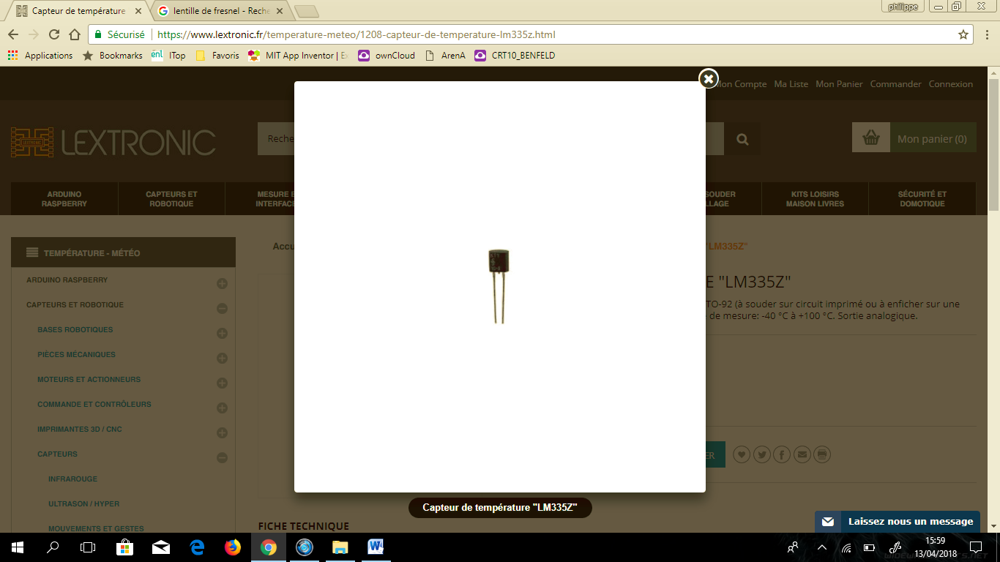 Capteur de température
lentille de fresnel - Reche
philippe
Sécurisé
https://www.lextronic.fr/temperature-meteo/1208-capteur-de-temperature-lm335z.html
Applications Bookmarks ITop Favoris MIT App Inventor | Ex ownCloud ArenA CRT10_BENFELD
Mon Compte Ma Liste Mon Panier Commander Connexion
LEXTRONIC
Reche
Mon panier (0)
ARDUINO
RASPBERRY
CAPTEURS ET
ROBOTIQUE
MESURE E
INTERFACE
SOUDER
LLAGE
KITS LOISIRS
MAISON LIVRES
SÉCURITÉ ET
DOMOTIQUE
TEMPÉRATURE - MÉTÉO
ARDUINO RASPBERRY
CAPTEURS ET ROBOTIQUE
BASES ROBOTIQUES
PIÈCES MÉCANIQUES
MOTEURS ET ACTIONNEURS
COMMANDE ET CONTRÔLEURS
IMPRIMANTES 3D / CNC
CAPTEURS
INFRAROUGE
ULTRASON / HYPER
MOUVEMENTS ET GESTES
Accu
"LM335Z"
E "LM335Z"
TO-92 (à souder sur circuit imprimé ou à enficher sur une
de mesure: -40 °C à +100 °C. Sortie analogique.
ER
Capteur de température "LM335Z"
FICHE TECHNIQUE
Laissez nous un message
15:59
13/04/2018